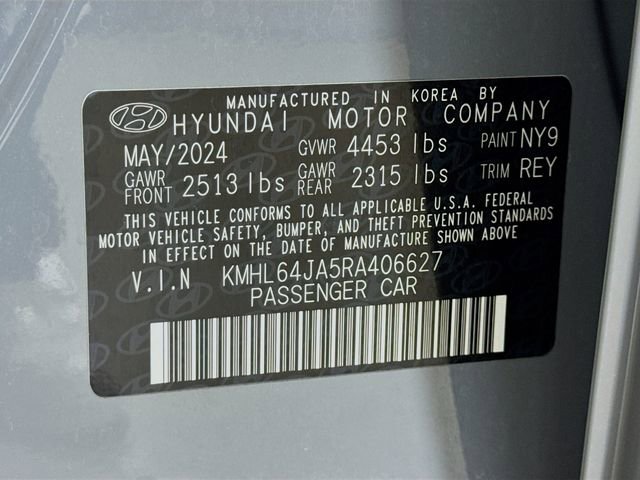 MANUFACTURED IN KOREA BY
HYUNDAI MOTOR COMPANY
MAY/2024 GVWR 4453 lbs PAINT NY9
GAWR FRONT 2513 lbs GAWR REAR 2315 lbs TRIM REY
THIS VEHICLE CONFORMS TO ALL APPLICABLE U.S.A. FEDERAL
MOTOR VEHICLE SAFETY, BUMPER, AND THEFT PREVENTION STANDARDS
IN EFFECT ON THE DATE OF MANUFACTURE SHOWN ABOVE
V.I.N KMHL64JA5RA406627
PASSENGER CAR